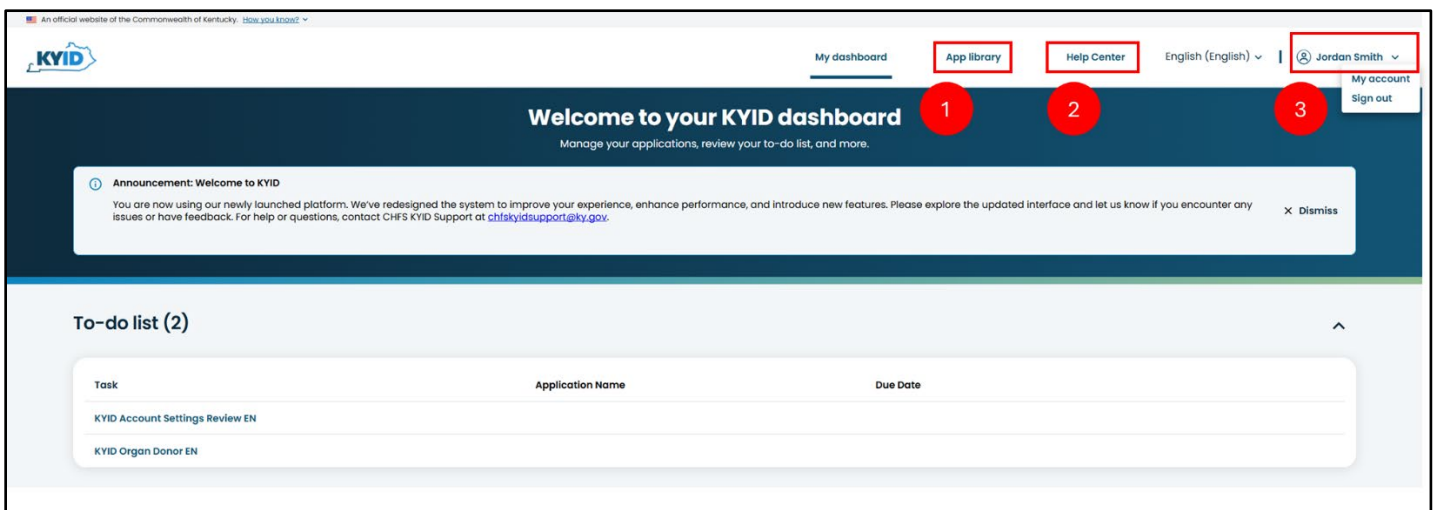 An official website of the Commonwealth of Kentucky. How you know?
KYID
My dashboard
App library
Help Center
English (English)
Jordan Smith
My account
Sign out
1
2
3
Welcome to your KYID dashboard
Manage your applications, review your to-do list, and more.
Announcement: Welcome to KYID
You are now using our newly launched platform. We've redesigned the system to improve your experience, enhance performance, and introduce new features. Please explore the updated interface and let us know if you encounter any
issues or have feedback. For help or questions, contact CHFS KYID Support at chfskyidsupport@ky.gov.
Dismiss
To-do list (2)
Task Application Name Due Date
KYID Account Settings Review EN
KYID Organ Donor EN